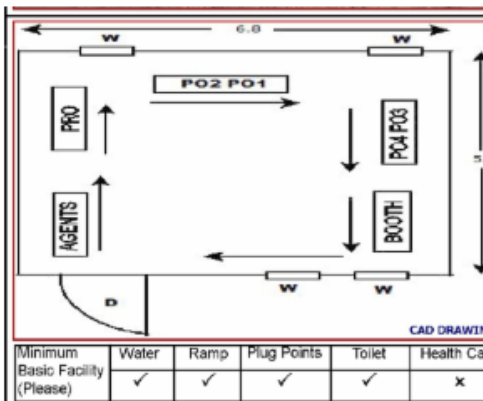 6.8
W W
PO2 PO1
PRO
PO4 PO3
AGENTS
BOOTH
W W
D
CAD DRAWIN
Minimum Basic Facility (Please) Water Ramp Plug Points Toilet Health Ca
✓ ✓ ✓ ✓ x